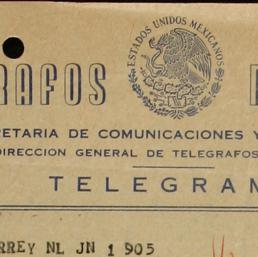 ESTADOS UNIDOS MEXICANOS
RAFOS
RETARIA DE COMUNICACIONES Y
DIRECCION GENERAL DE TELEGRAFOS
TELEGRAM
RREY NL JN 1 905